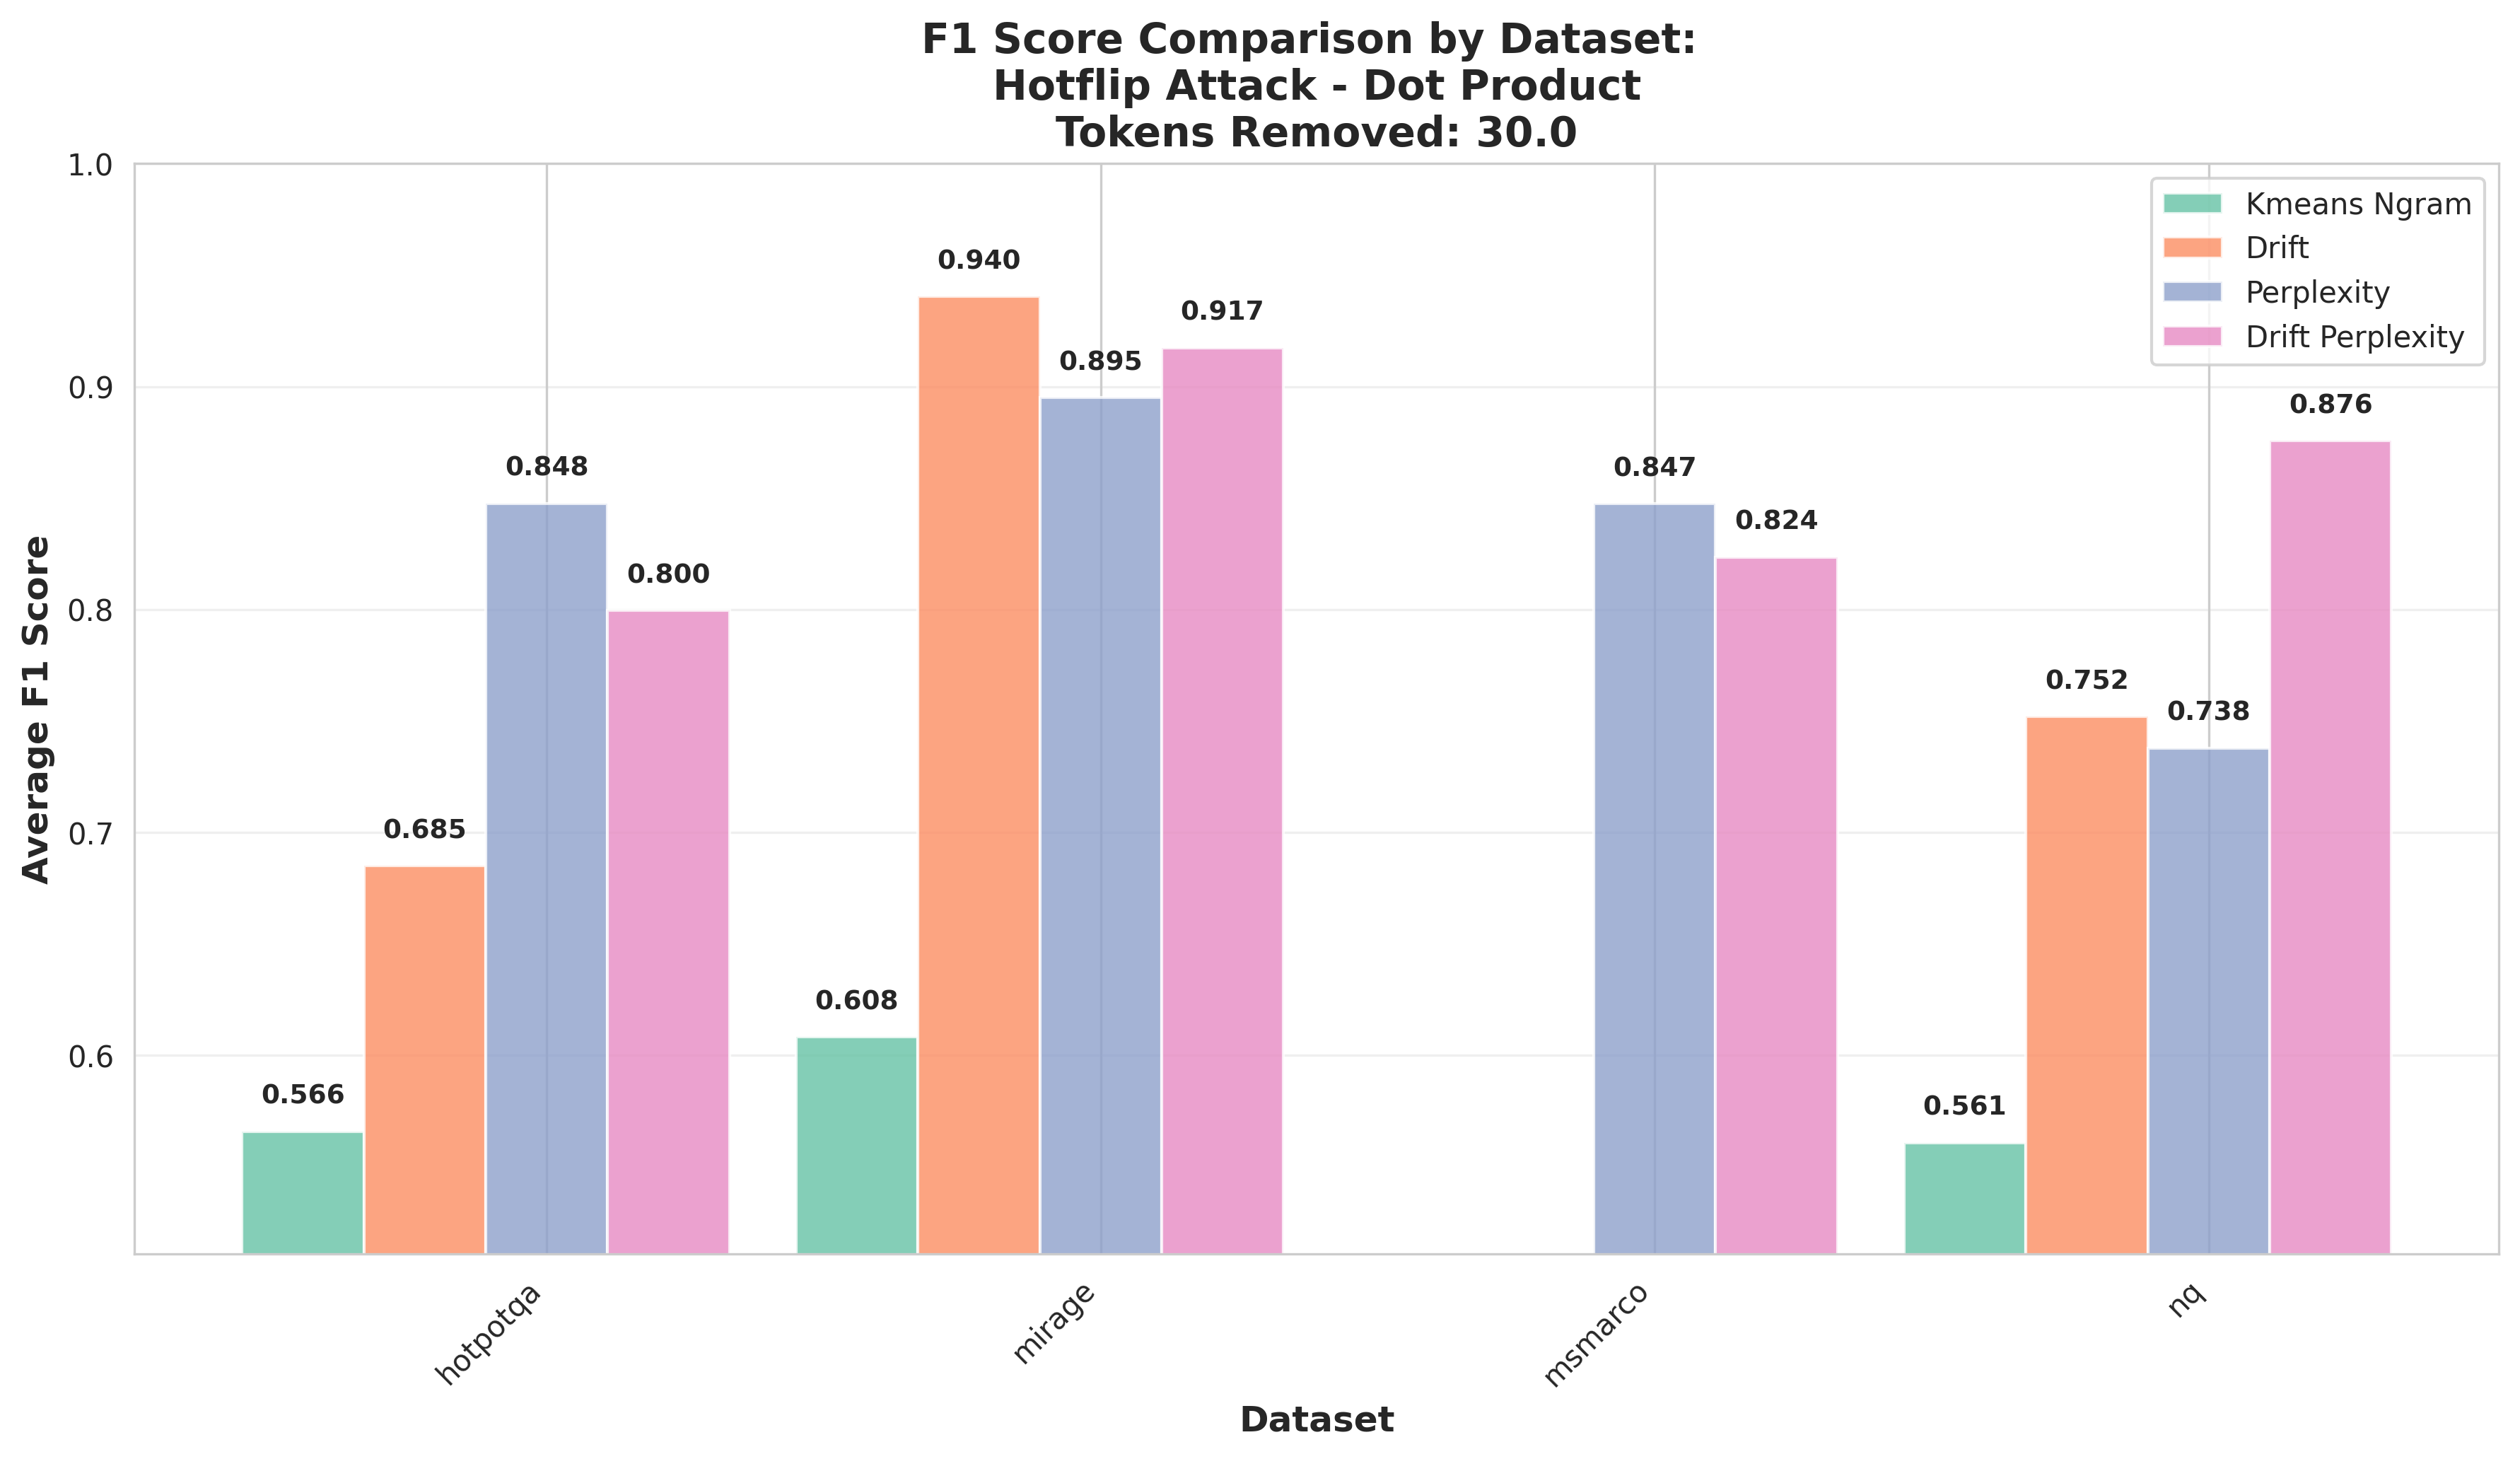 F1 Score Comparison by Dataset:
Hotflip Attack - Dot Product
Tokens Removed: 30.0
Kmeans Ngram
Drift
Perplexity
Drift Perplexity
Average F1 Score
1.0
0.9
0.8
0.7
0.6
0.566
0.685
0.848
0.800
0.608
0.940
0.895
0.917
0.847
0.824
0.561
0.752
0.738
0.876
hotpotqa
mirage
msmarco
nq
Dataset